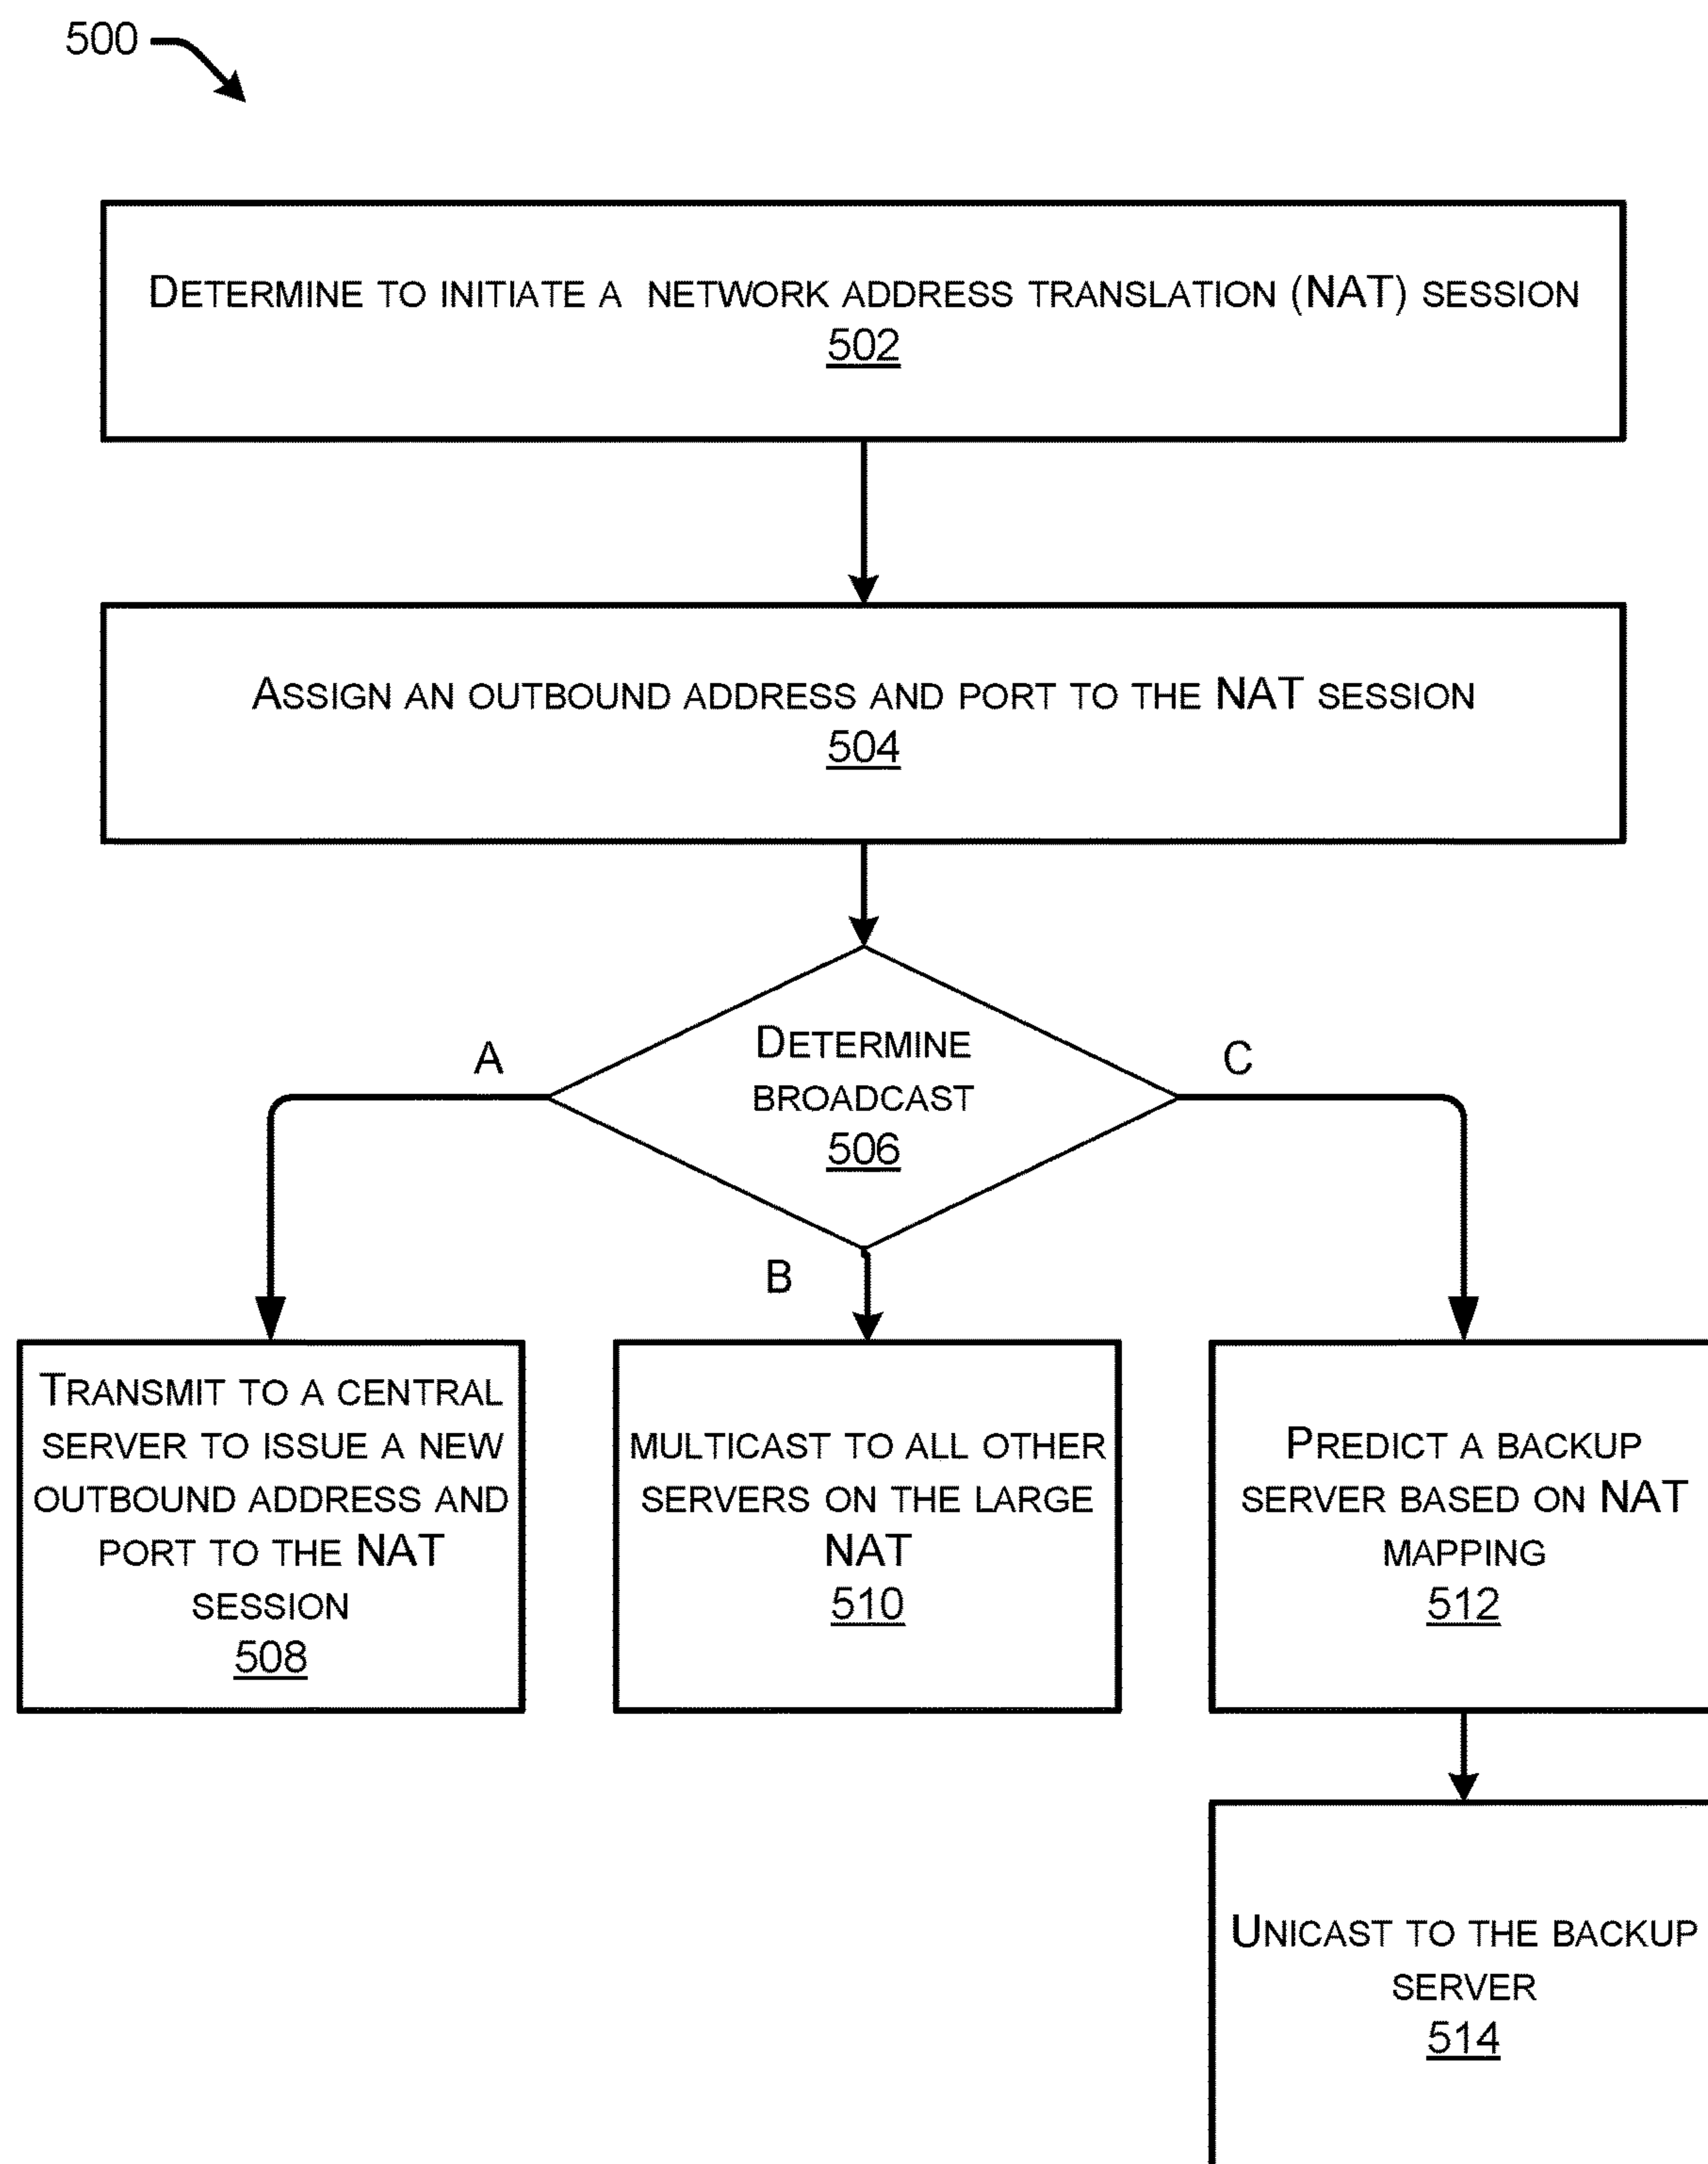 500
DETERMINE TO INITIATE A NETWORK ADDRESS TRANSLATION (NAT) SESSION
502
ASSIGN AN OUTBOUND ADDRESS AND PORT TO THE NAT SESSION
504
DETERMINE
BROADCAST
506
A
C
B
TRANSMIT TO A CENTRAL
SERVER TO ISSUE A NEW
OUTBOUND ADDRESS AND
PORT TO THE NAT
SESSION
508
MULTICAST TO ALL OTHER
SERVERS ON THE LARGE
NAT
510
PREDICT A BACKUP
SERVER BASED ON NAT
MAPPING
512
UNICAST TO THE BACKUP
SERVER
514